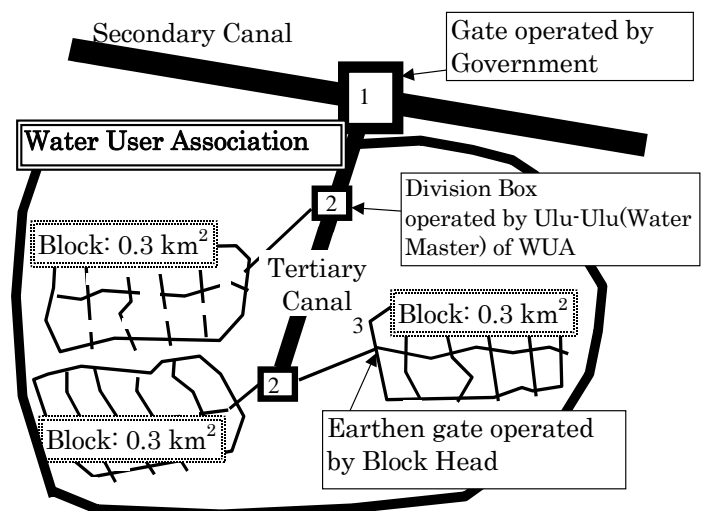 Secondary Canal
Gate operated by
Government
1
Water User Association
Division Box
operated by Ulu-Ulu(Water
Master) of WUA
2
Block: 0.3 km²
Tertiary
Canal
3
Block: 0.3 km²
2
Block: 0.3 km²
Earthen gate operated
by Block Head